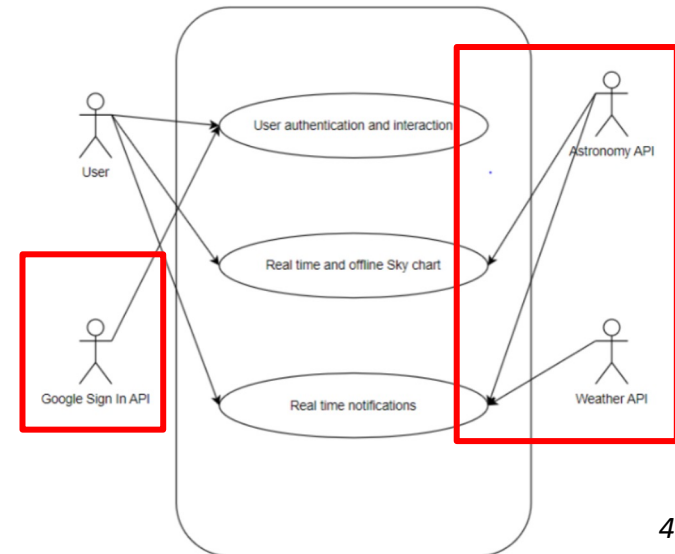 User authentication and interaction
User
Astronomy API
Real time and offline Sky chart
Google Sign In API
Real time notifications
Weather API
4